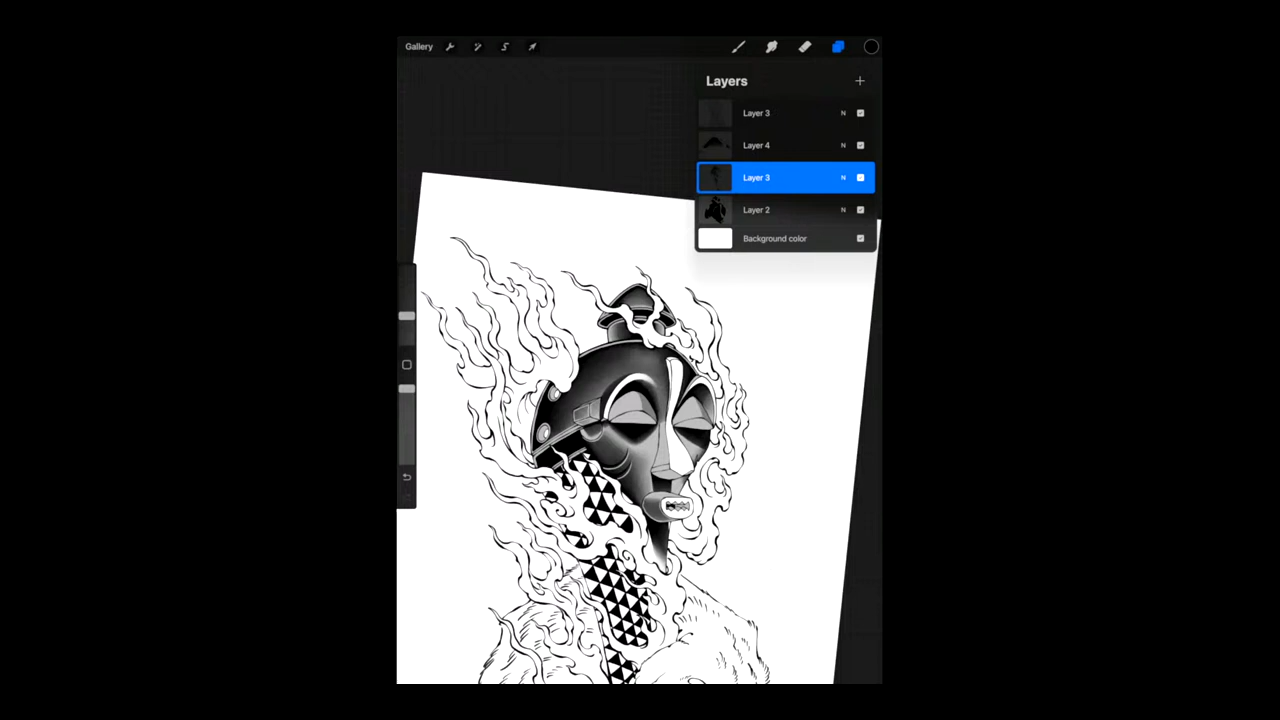 Gallery
Layers
Layer 3 N
Layer 4 N
Layer 3 N
Layer 2 N
Background color